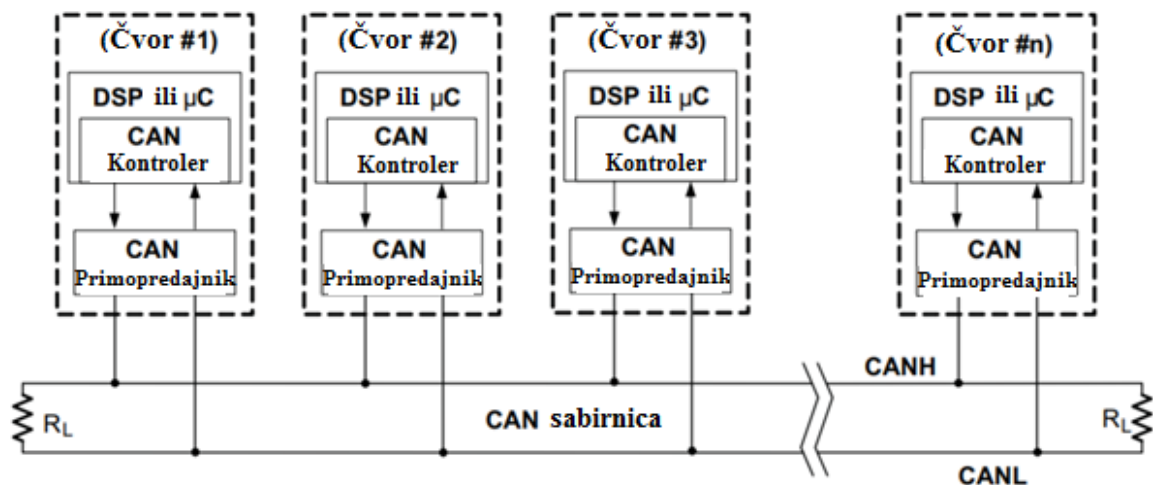 (Čvor #1)
DSP ili µC
CAN
Kontroler
CAN
Primopredajnik
(Čvor #2)
DSP ili µC
CAN
Kontroler
CAN
Primopredajnik
(Čvor #3)
DSP ili µC
CAN
Kontroler
CAN
Primopredajnik
(Čvor #n)
DSP ili µC
CAN
Kontroler
CAN
Primopredajnik
CANH
RL
CAN sabirnica
RL
CANL